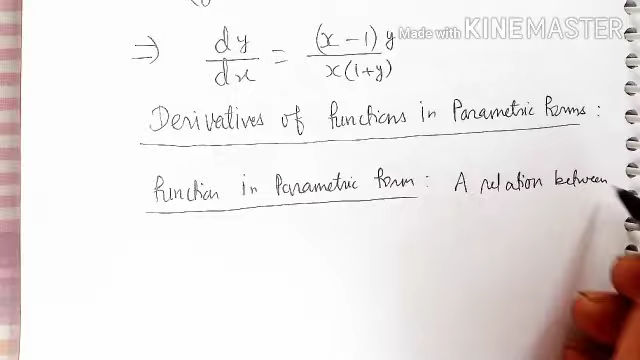 ⇒ dy/dx = (x-1)y / x(1+y)
Made with KINEMASTER
Derivatives of functions in Parametric forms:
function in Parametric form: A relation between